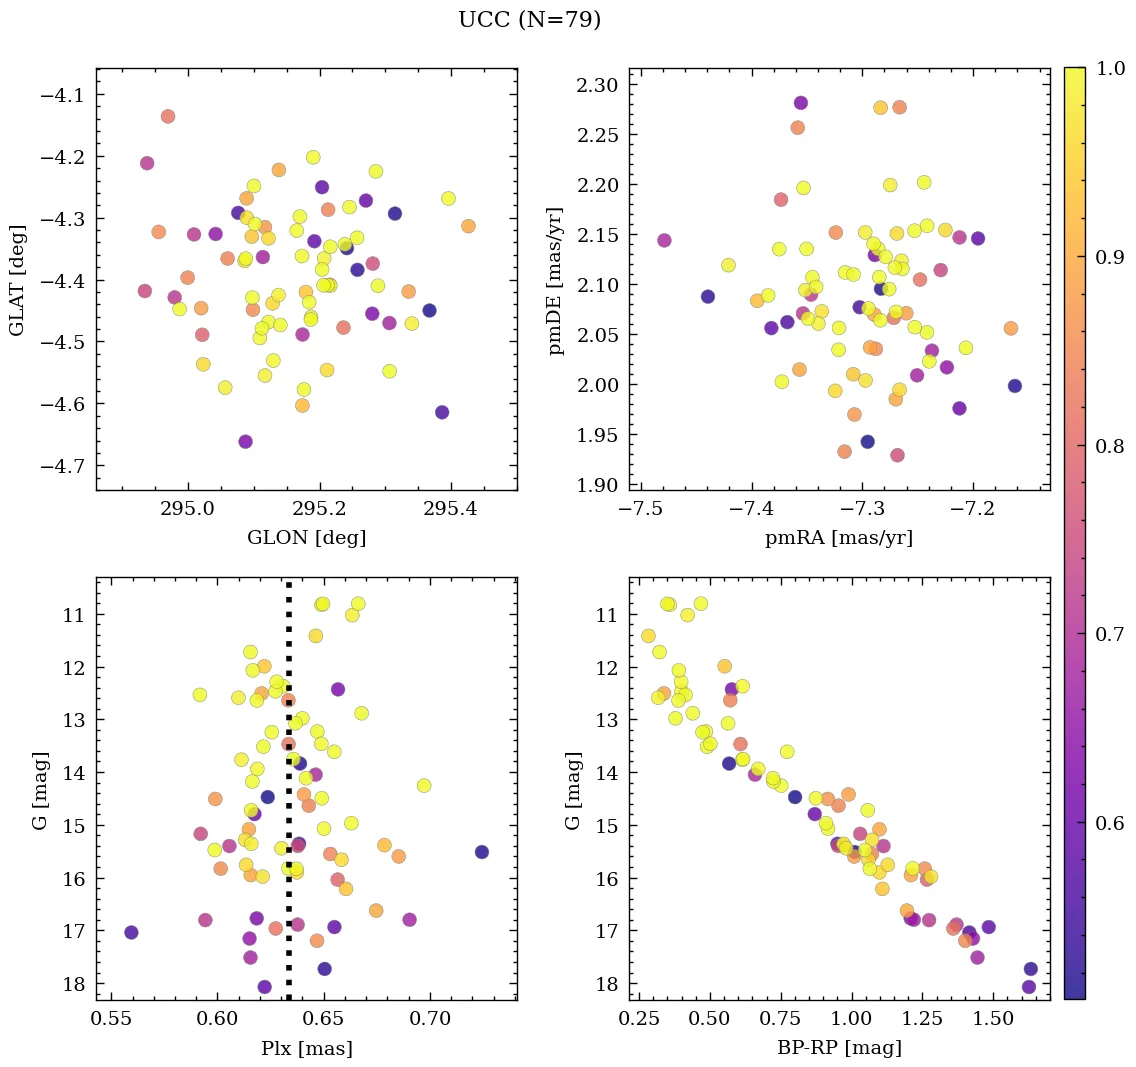 UCC (N=79)
−4.1
−4.2
−4.3
−4.4
−4.5
−4.6
−4.7
GLAT [deg]
295.0 295.2 295.4
GLON [deg]
2.30
2.25
2.20
2.15
2.10
2.05
2.00
1.95
1.90
pmDE [mas/yr]
−7.5 −7.4 −7.3 −7.2
pmRA [mas/yr]
1.0
0.9
0.8
0.7
0.6
11
12
13
14
15
16
17
18
G [mag]
0.55 0.60 0.65 0.70
Plx [mas]
11
12
13
14
15
16
17
18
G [mag]
0.25 0.50 0.75 1.00 1.25 1.50
BP-RP [mag]